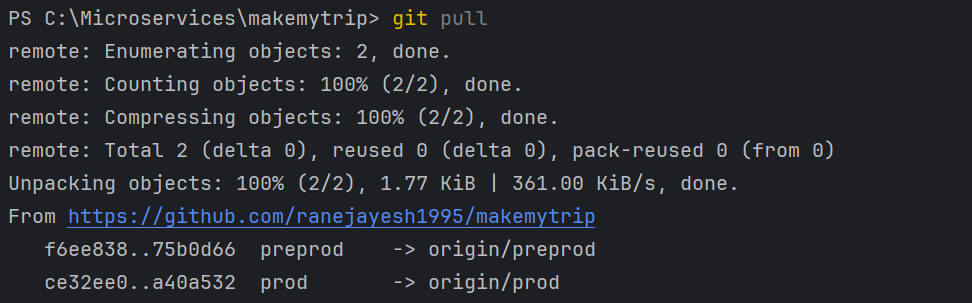 PS C:\Microservices\makemytrip> git pull
remote: Enumerating objects: 2, done.
remote: Counting objects: 100% (2/2), done.
remote: Compressing objects: 100% (2/2), done.
remote: Total 2 (delta 0), reused 0 (delta 0), pack-reused 0 (from 0)
Unpacking objects: 100% (2/2), 1.77 KiB | 361.00 KiB/s, done.
From https://github.com/ranejayesh1995/makemytrip
   f6ee838..75b0d66  preprod    -> origin/preprod
   ce32ee0..a40a532  prod       -> origin/prod